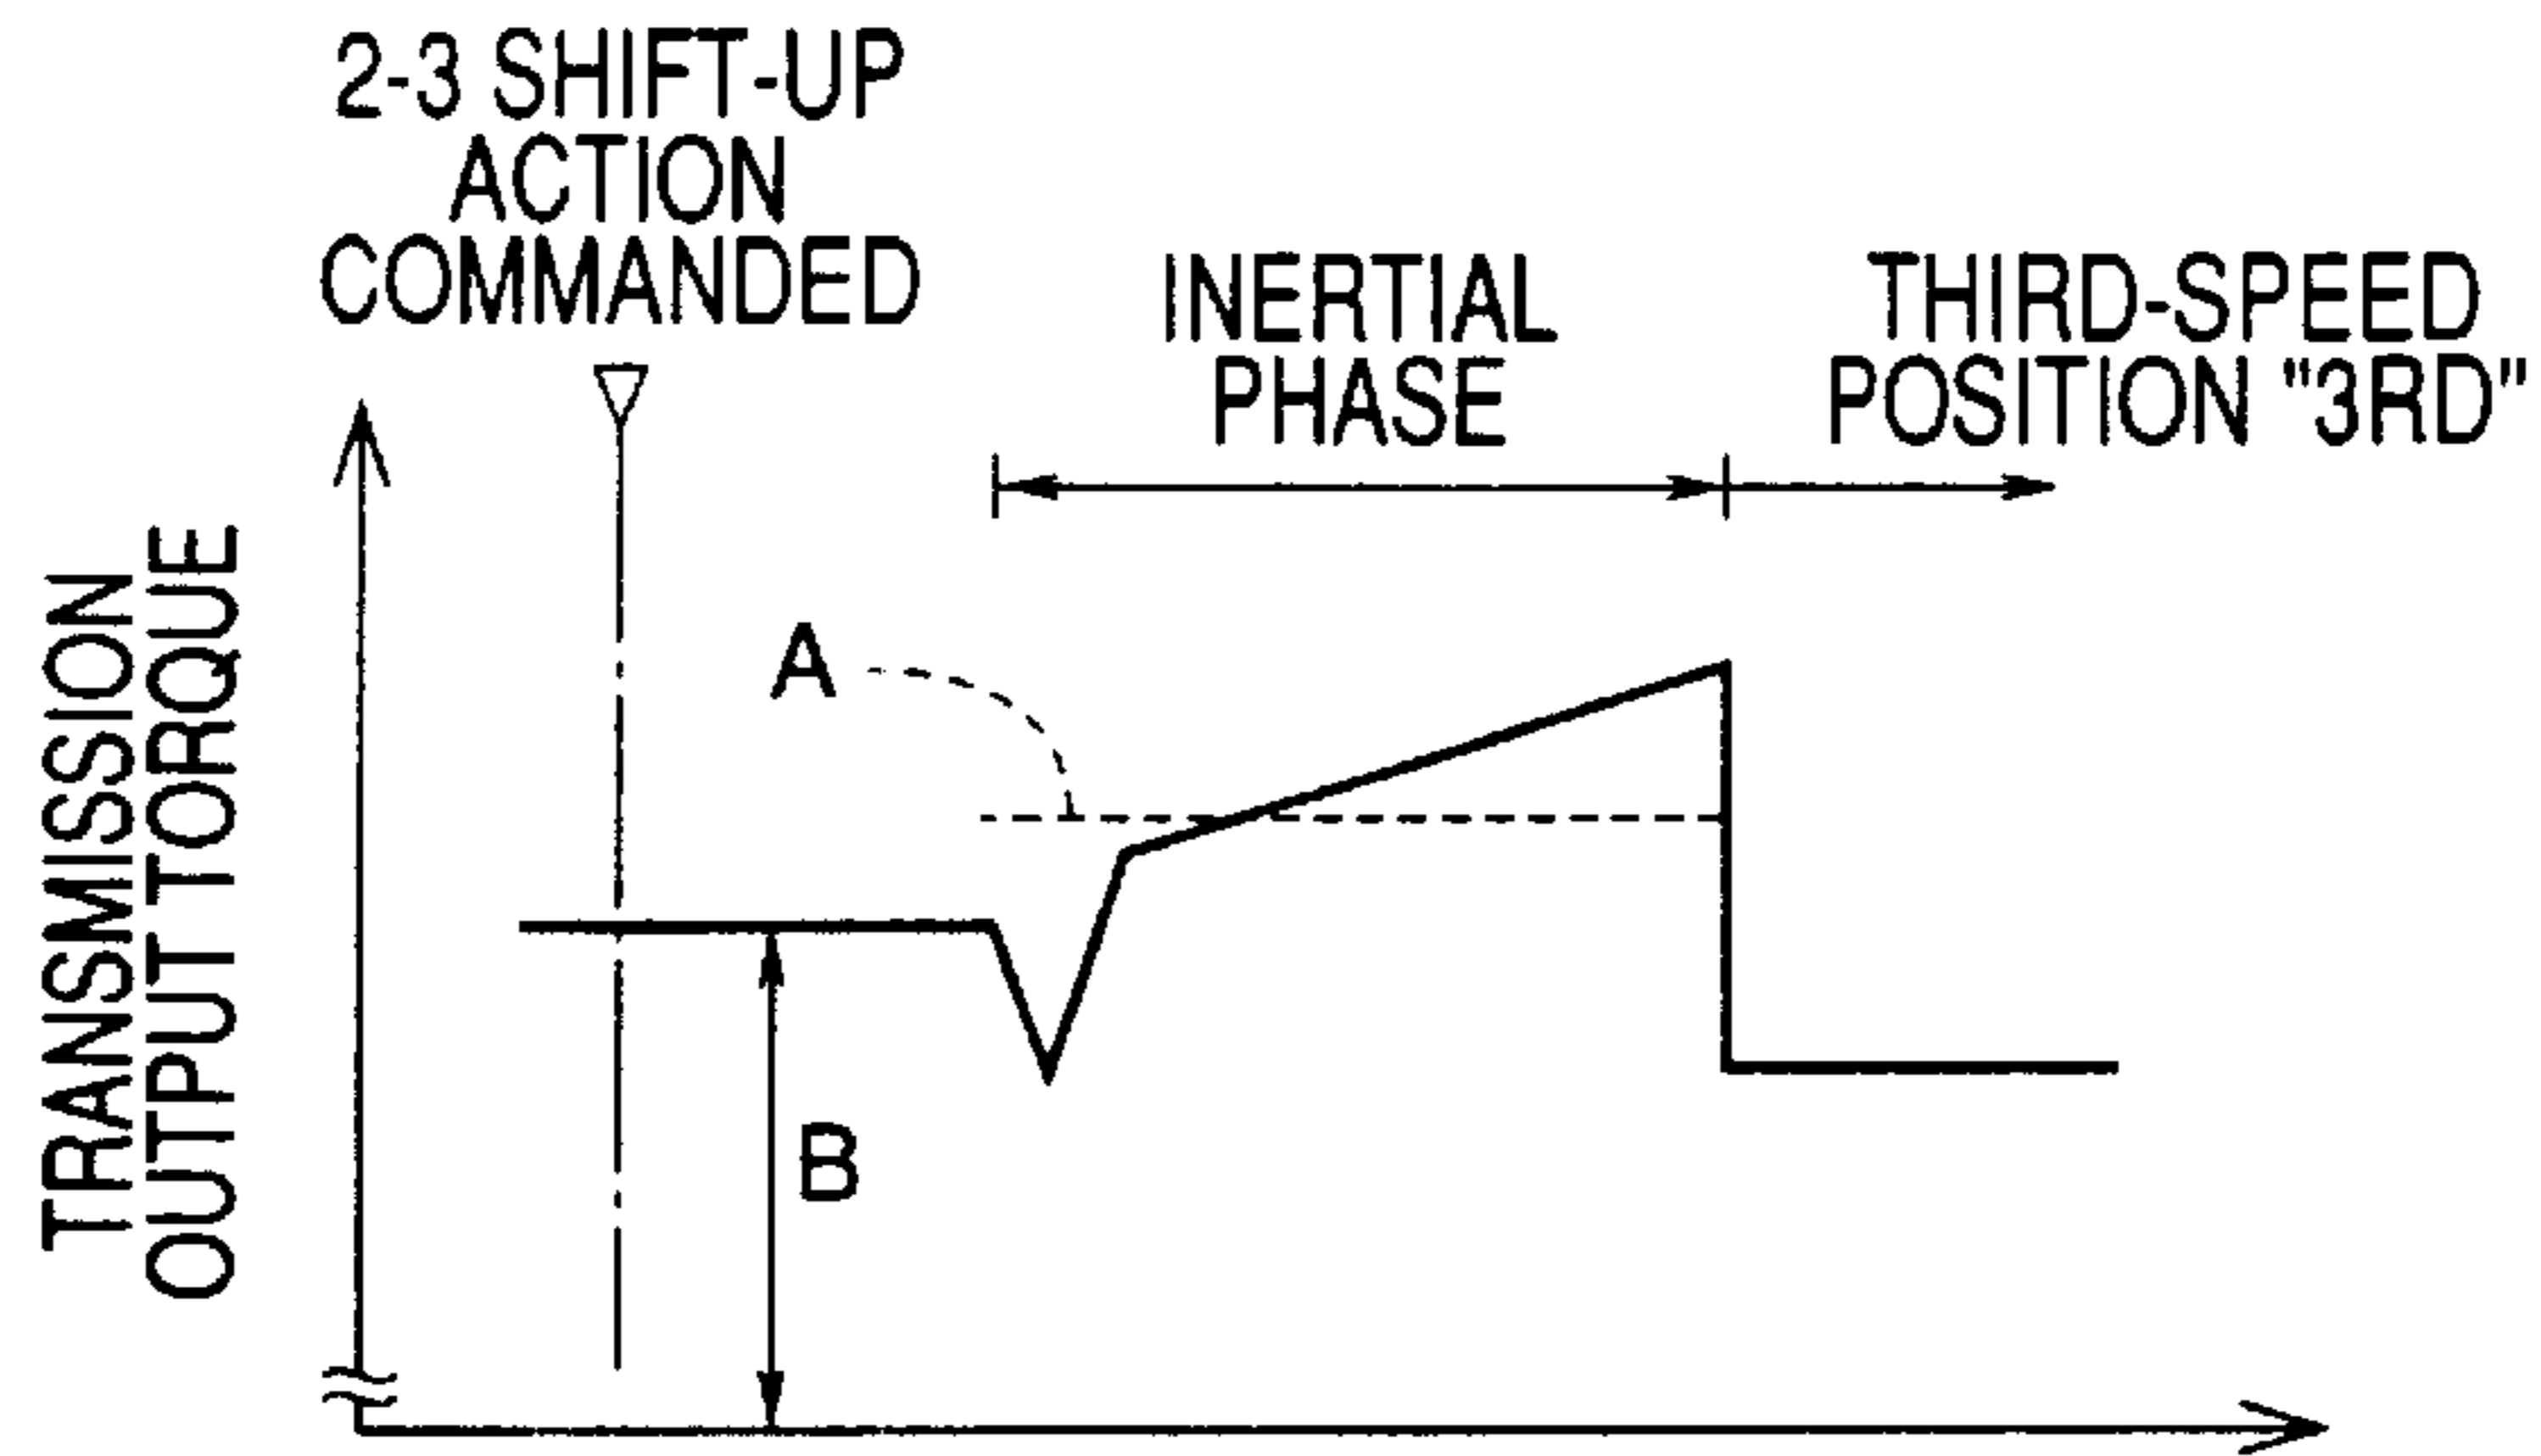 2-3 SHIFT-UP
ACTION
COMMANDED
INERTIAL
PHASE
THIRD-SPEED
POSITION "3RD"
TRANSMISSION
OUTPUT TORQUE
A
B